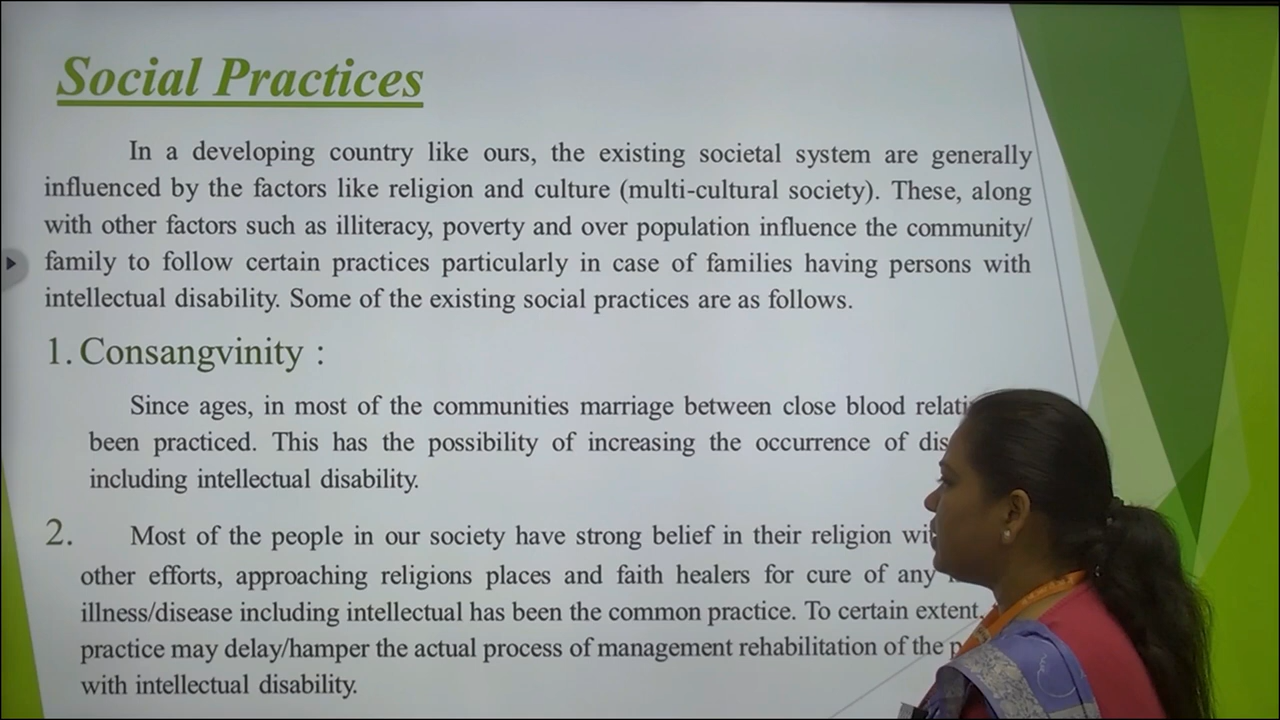 Social Practices
In a developing country like ours, the existing societal system are generally
influenced by the factors like religion and culture (multi-cultural society). These, along
with other factors such as illiteracy, poverty and over population influence the community/
family to follow certain practices particularly in case of families having persons with
intellectual disability. Some of the existing social practices are as follows.
1. Consangvinity :
Since ages, in most of the communities marriage between close blood
been practiced. This has the possibility of increasing the occurrence of
including intellectual disability.
2. Most of the people in our society have strong belief in their religion
other efforts, approaching religions places and faith healers for cure of any
illness/disease including intellectual has been the common practice. To certain extent
practice may delay/hamper the actual process of management rehabilitation of the
with intellectual disability.